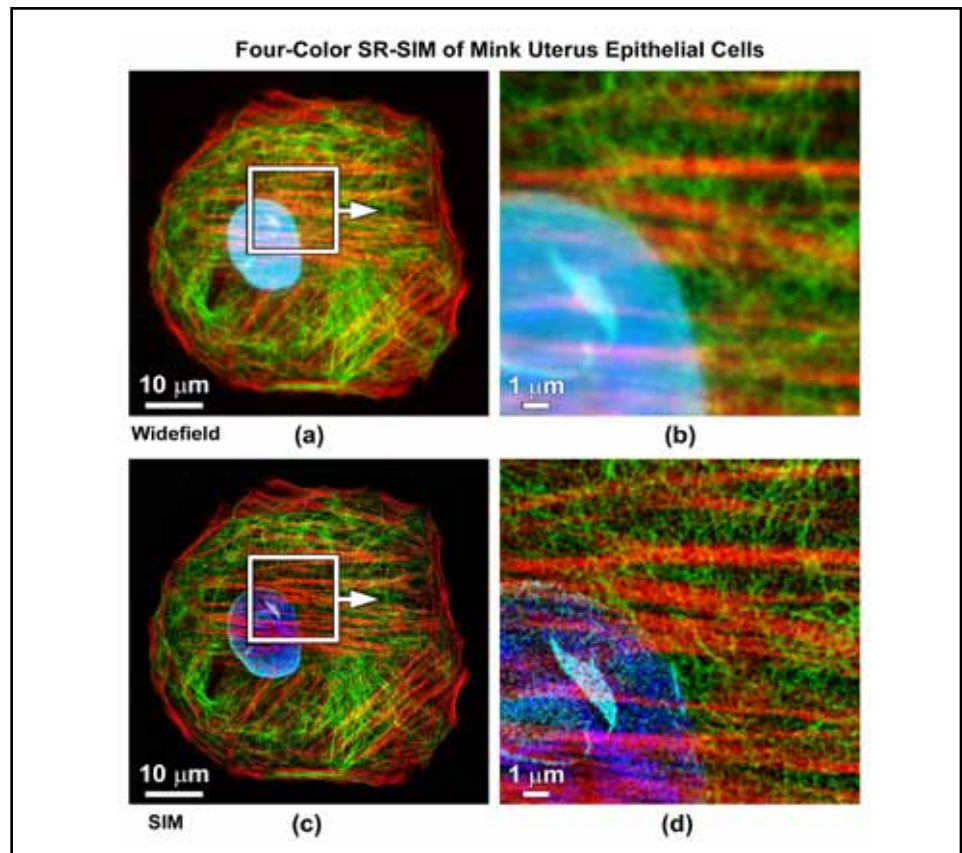 Four-Color SR-SIM of Mink Uterus Epithelial Cells
10 μm
1 μm
Widefield
(a)
(b)
10 μm
1 μm
SIM
(c)
(d)